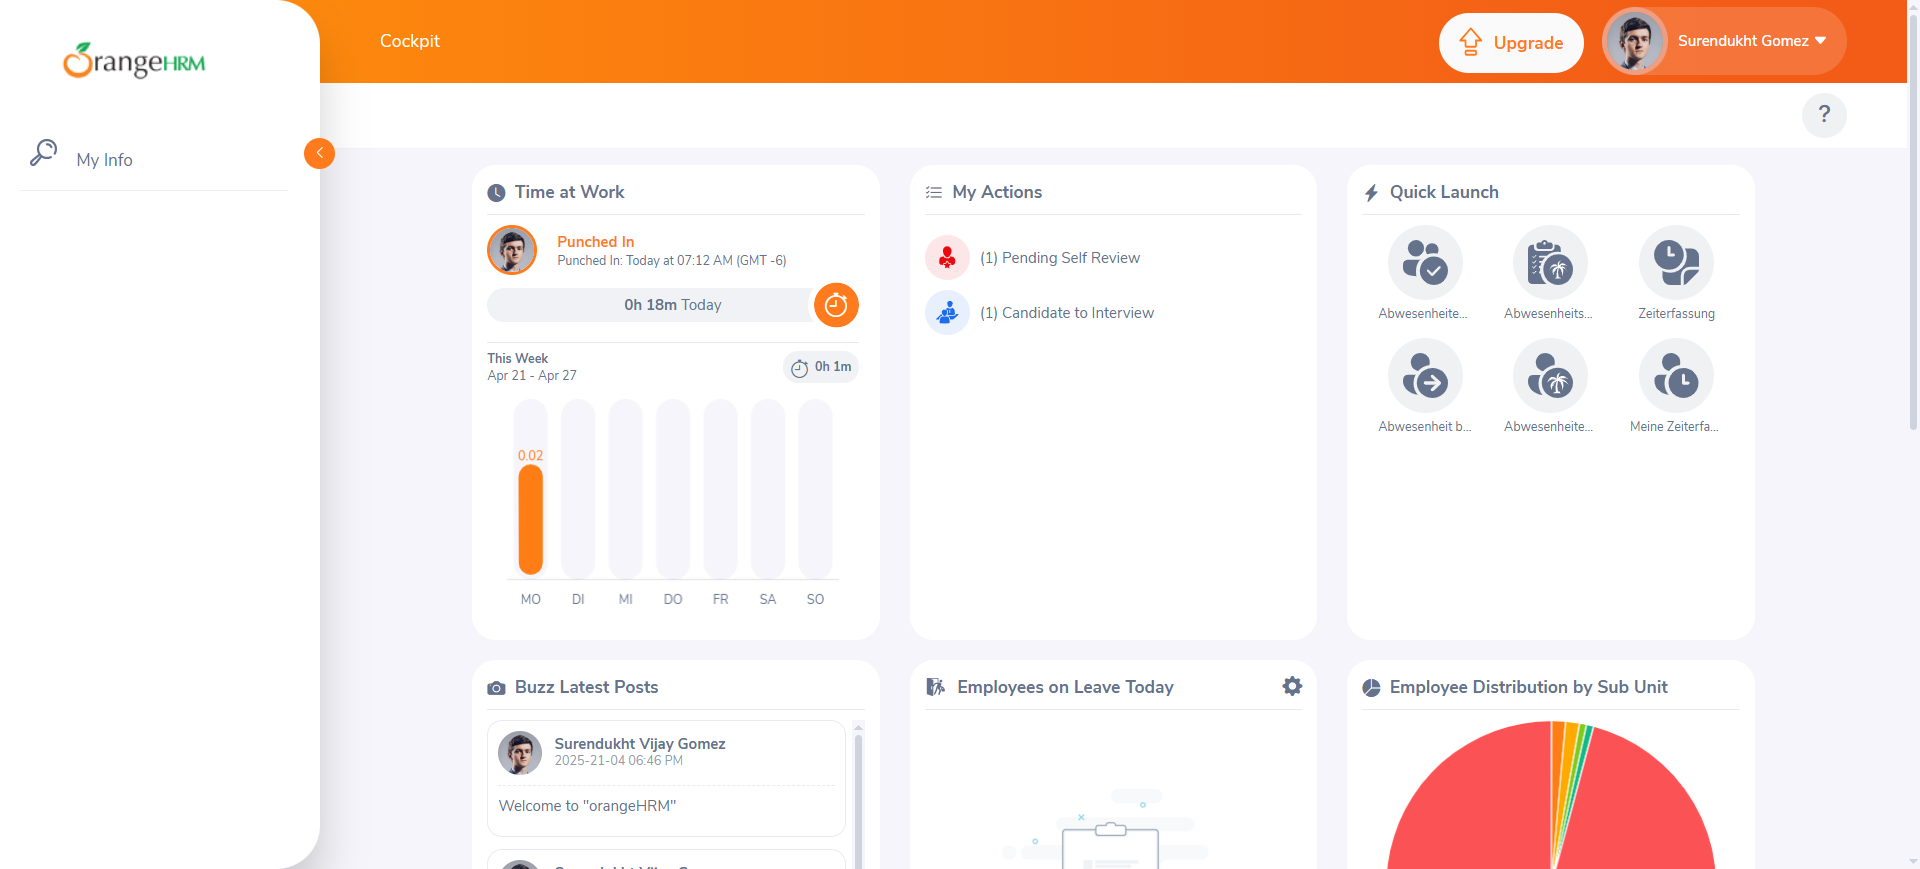 OrangeHRM
Cockpit
Upgrade
Surendukht Gomez
My Info
?
Time at Work
Punched In
Punched In: Today at 07:12 AM (GMT -6)
0h 18m Today
This Week
Apr 21 - Apr 27
0h 1m
0.02
MO DI MI DO FR SA SO
My Actions
(1) Pending Self Review
(1) Candidate to Interview
Quick Launch
Abwesenheite...
Abwesenheits...
Zeiterfassung
Abwesenheit b...
Abwesenheite...
Meine Zeiterfa...
Buzz Latest Posts
Surendukht Vijay Gomez
2025-21-04 06:46 PM
Welcome to "orangeHRM"
Employees on Leave Today
Employee Distribution by Sub Unit